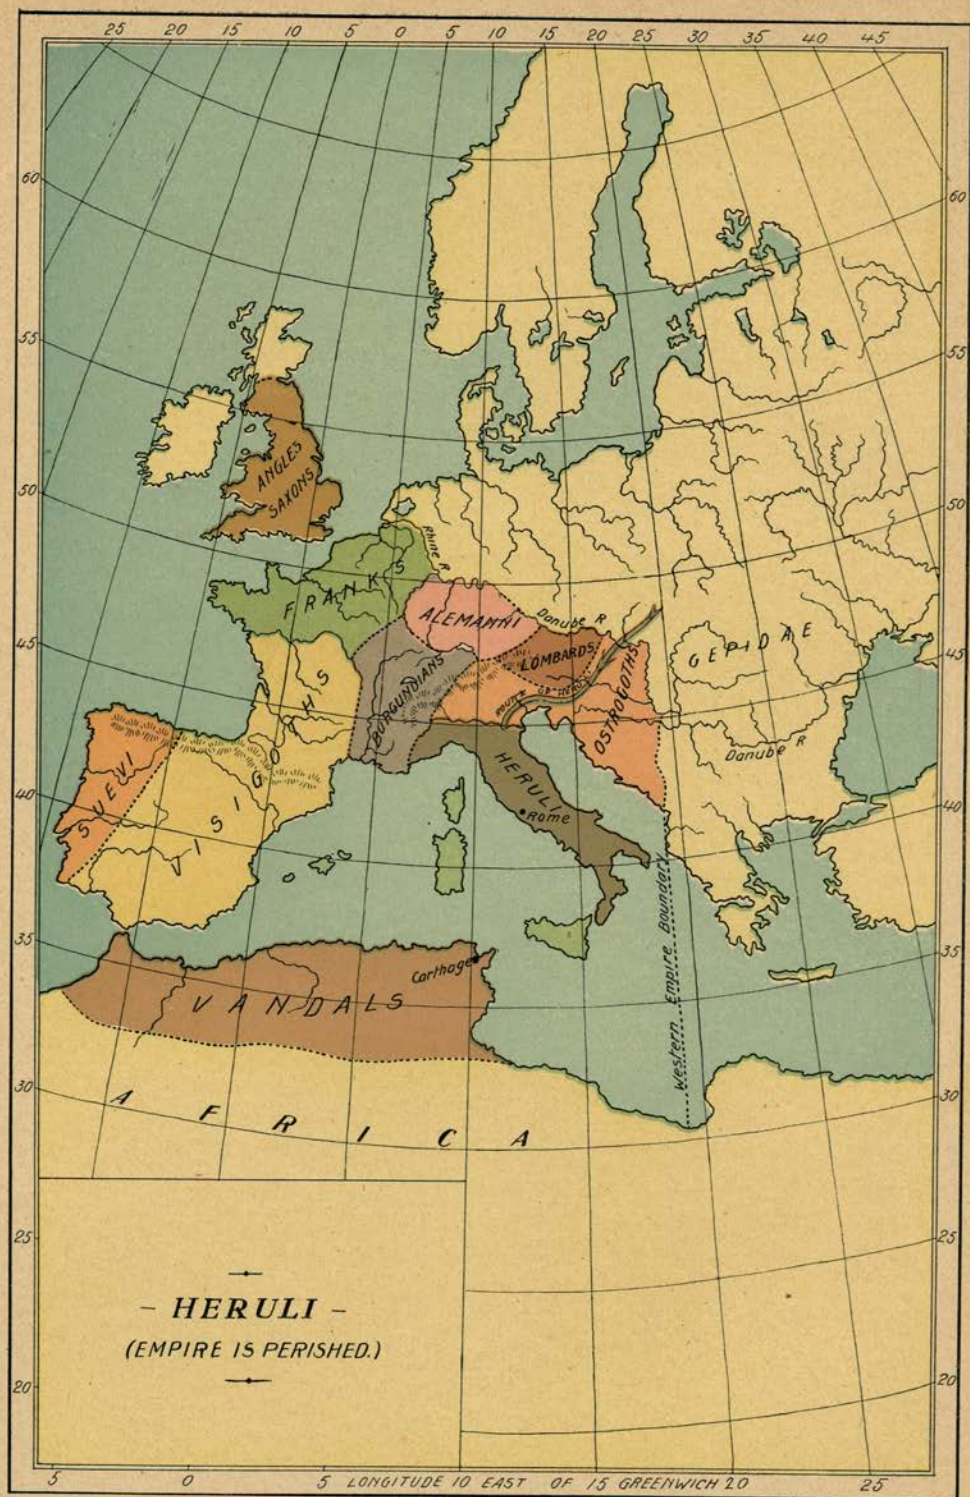 25 20 15 10 5 0 5 10 15 20 25 30 35 40 45
60
60
55
55
50
50
45
45
40
40
35
35
30
30
25
25
20
20
ANGLES
SAXONS
Rhine R
FRANKS
ALEMANNI
Danube R
LOMBARDS
GEPIDAE
BURGUNDIANS
ROUTE OF HERULI
OSTROGOTHS
VISIGOTHS
Danube R
SUEVI
HERULI
Rome
Western Empire Boundary
Carthage
VANDALS
AFRICA
- HERULI -
(EMPIRE IS PERISHED.)
5 0 5 LONGITUDE 10 EAST OF 15 GREENWICH 20 25